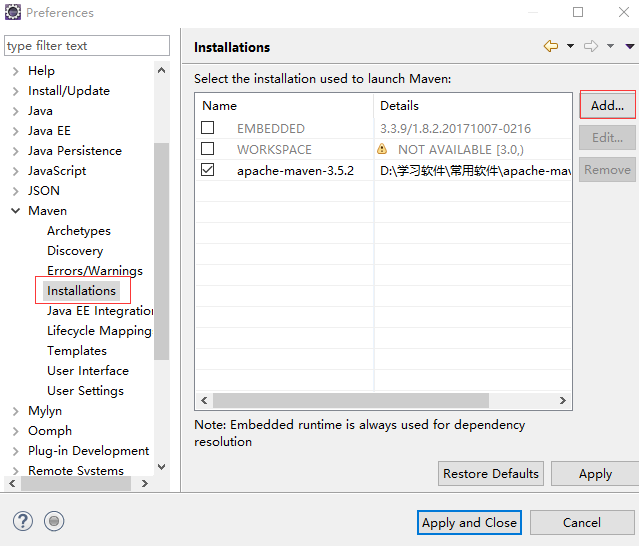 Preferences
type filter text
Help
Install/Update
Java
Java EE
Java Persistence
JavaScript
JSON
Maven
Archetypes
Discovery
Errors/Warnings
Installations
Java EE Integration
Lifecycle Mapping
Templates
User Interface
User Settings
Mylyn
Oomph
Plug-in Development
Remote Systems
Installations
Select the installation used to launch Maven:
Name Details
EMBEDDED 3.3.9/1.8.2.20171007-0216
WORKSPACE NOT AVAILABLE [3.0,)
apache-maven-3.5.2 D:\学习软件\常用软件\apache-mav
Add...
Edit...
Remove
Note: Embedded runtime is always used for dependency
resolution
Restore Defaults Apply
? Apply and Close Cancel